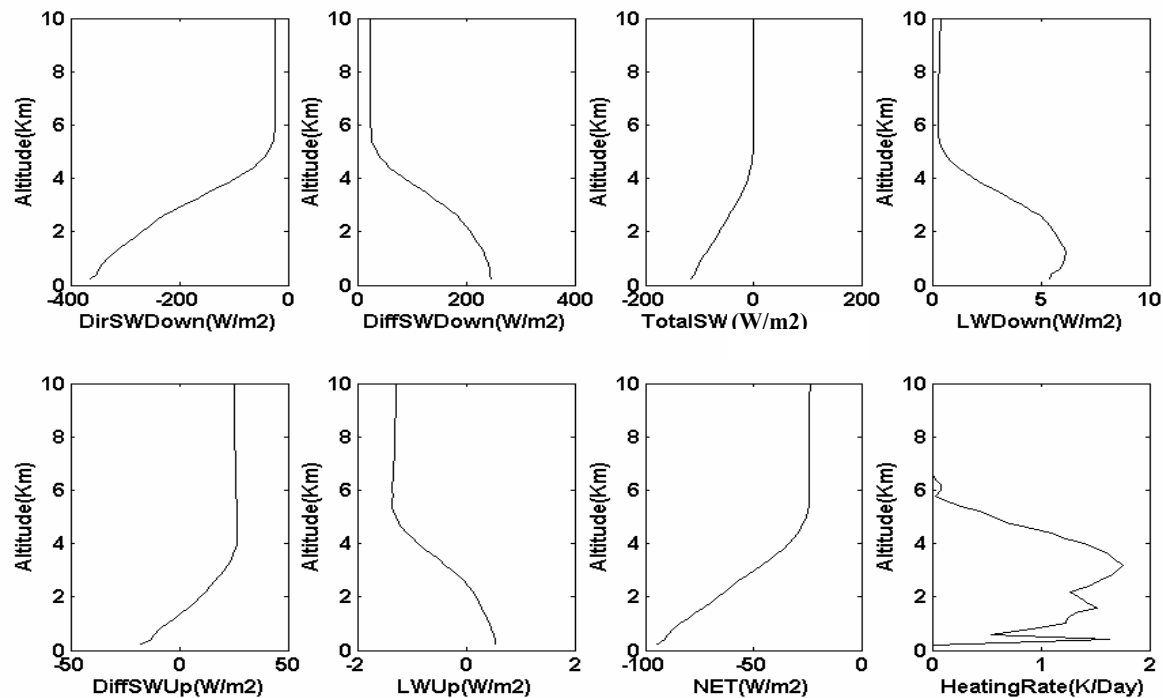 10
8
6
4
2
0
Altitude(Km)
-400 -200 0
DirSWDown(W/m2)
10
8
6
4
2
0
Altitude(Km)
0 200 400
DiffSWDown(W/m2)
10
8
6
4
2
0
Altitude(Km)
-200 0 200
TotalSW(W/m2)
10
8
6
4
2
0
Altitude(Km)
0 5 10
LWDown(W/m2)
10
8
6
4
2
0
Altitude(Km)
-50 0 50
DiffSWUp(W/m2)
10
8
6
4
2
0
Altitude(Km)
-2 0 2
LWUp(W/m2)
10
8
6
4
2
0
Altitude(Km)
-100 -50 0
NET(W/m2)
10
8
6
4
2
0
Altitude(Km)
0 1 2
HeatingRate(K/Day)